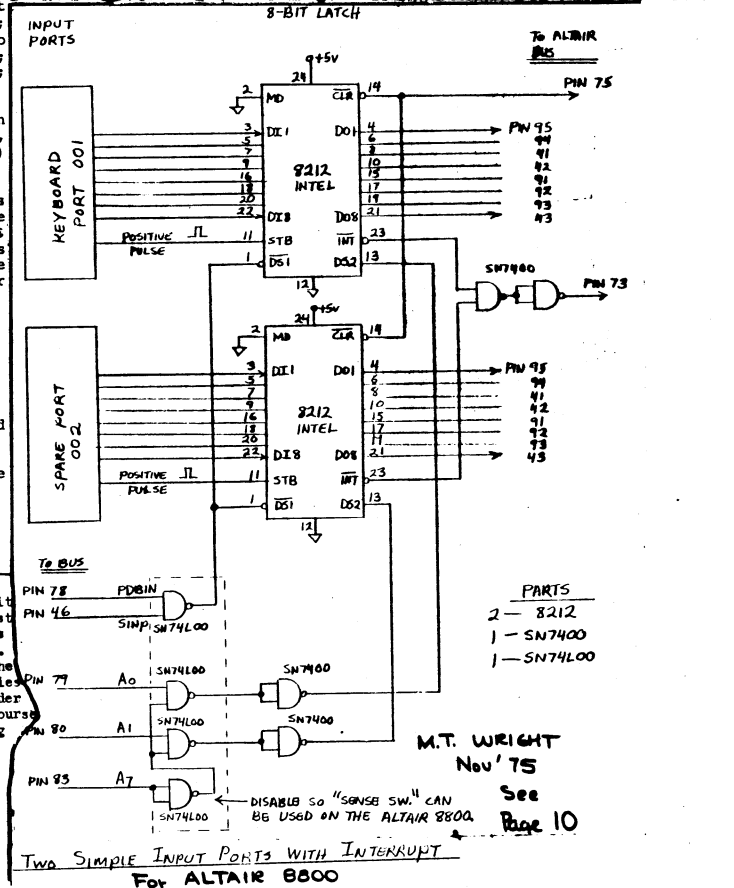 8-BIT LATCH
INPUT
PORTS
TO ALTAIR
BUS
+5V
24
2
MD
CLR
14
PIN 75
KEYBOARD
PORT 001
3
5
7
9
16
18
20
22
DI1
DI8
8212
INTEL
DO1
DO8
4
6
8
10
15
17
19
21
PIN 95
94
41
42
91
92
93
43
POSITIVE
PULSE
11
STB
INT
23
1
DS1
DS2
13
12
SN7400
PIN 73
+5V
24
2
MD
CLR
14
SPARE PORT
002
3
5
7
9
16
18
20
22
DI1
DI8
8212
INTEL
DO1
DO8
4
6
8
10
15
17
21
PIN 95
94
41
42
91
92
93
43
POSITIVE
PULSE
11
STB
INT
23
1
DS1
DS2
13
12
TO BUS
PIN 78
PDBIN
PIN 46
SINP
SN74L00
PARTS
2 — 8212
1 — SN7400
1 — SN74L00
PIN 79
A0
SN74L00
SN7400
PIN 80
A1
SN74L00
SN7400
PIN 83
A7
SN74L00
DISABLE SO "SENSE SW." CAN
BE USED ON THE ALTAIR 8800.
M.T. WRIGHT
NOV' 75
See
Page 10
TWO SIMPLE INPUT PORTS WITH INTERRUPT
For ALTAIR 8800